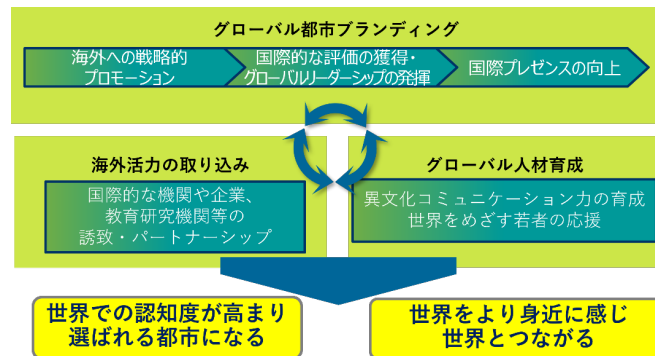 グローバル都市ブランディング
海外への戦略的
プロモーション
国際的な評価の獲得・
グローバルリーダーシップの発揮
国際プレゼンスの向上
海外活力の取り込み
国際的な機関や企業、
教育研究機関等の
誘致・パートナーシップ
グローバル人材育成
異文化コミュニケーション力の育成
世界をめざす若者の応援
世界での認知度が高まり
選ばれる都市になる
世界をより身近に感じ
世界とつながる